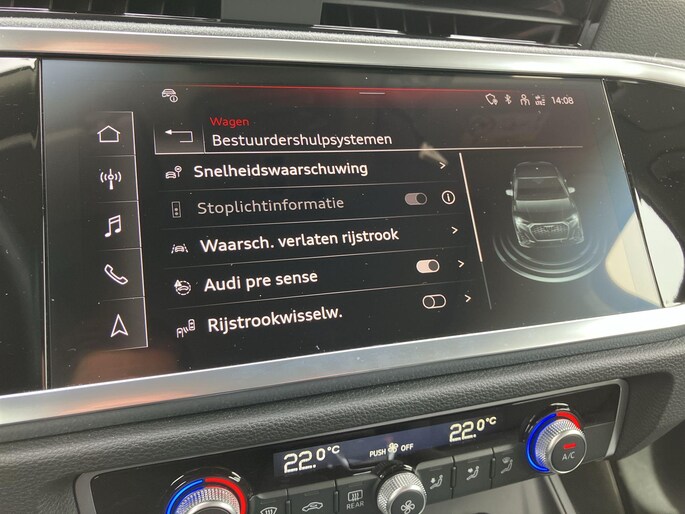 14:08
Wagen
Bestuurdershulpsystemen
Snelheidswaarschuwing
Stoplichtinformatie
Waarsch. verlaten rijstrook
Audi pre sense
Rijstrookwisselw.
22.0°C
PUSH OFF
22.0°C
A/C
REAR